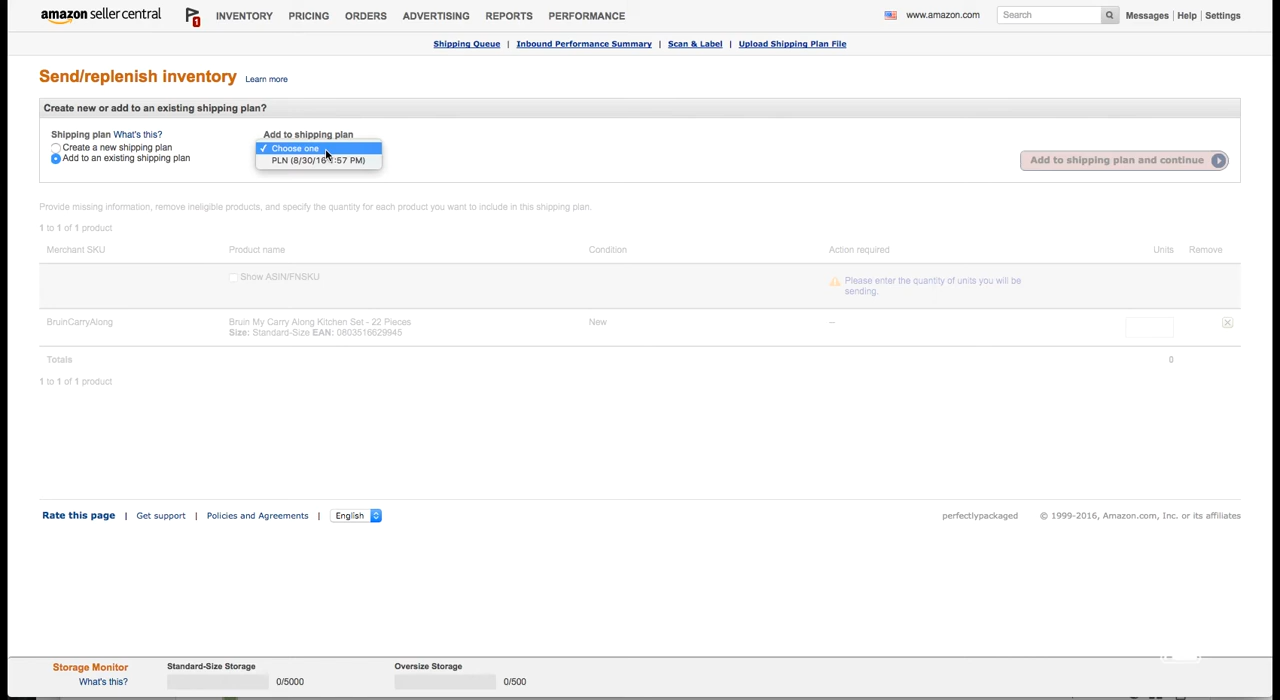 amazon seller central
1
INVENTORY PRICING ORDERS ADVERTISING REPORTS PERFORMANCE
www.amazon.com Search Messages | Help | Settings
Shipping Queue | Inbound Performance Summary | Scan & Label | Upload Shipping Plan File
Send/replenish inventory Learn more
Create new or add to an existing shipping plan?
Shipping plan What's this?
Create a new shipping plan
Add to an existing shipping plan
Add to shipping plan
✓ Choose one
PLN (8/30/16 :57 PM)
Add to shipping plan and continue
Provide missing information, remove ineligible products, and specify the quantity for each product you want to include in this shipping plan.
1 to 1 of 1 product
Merchant SKU Product name Condition Action required Units Remove
Show ASIN/FNSKU
Please enter the quantity of units you will be
sending.
BruinCarryAlong Bruin My Carry Along Kitchen Set - 22 Pieces New --
Size: Standard-Size EAN: 0803516629945
Totals 0
1 to 1 of 1 product
Rate this page | Get support | Policies and Agreements | English
perfectlypackaged © 1999-2016, Amazon.com, Inc. or its affiliates
Storage Monitor Standard-Size Storage Oversize Storage
What's this? 0/5000 0/500